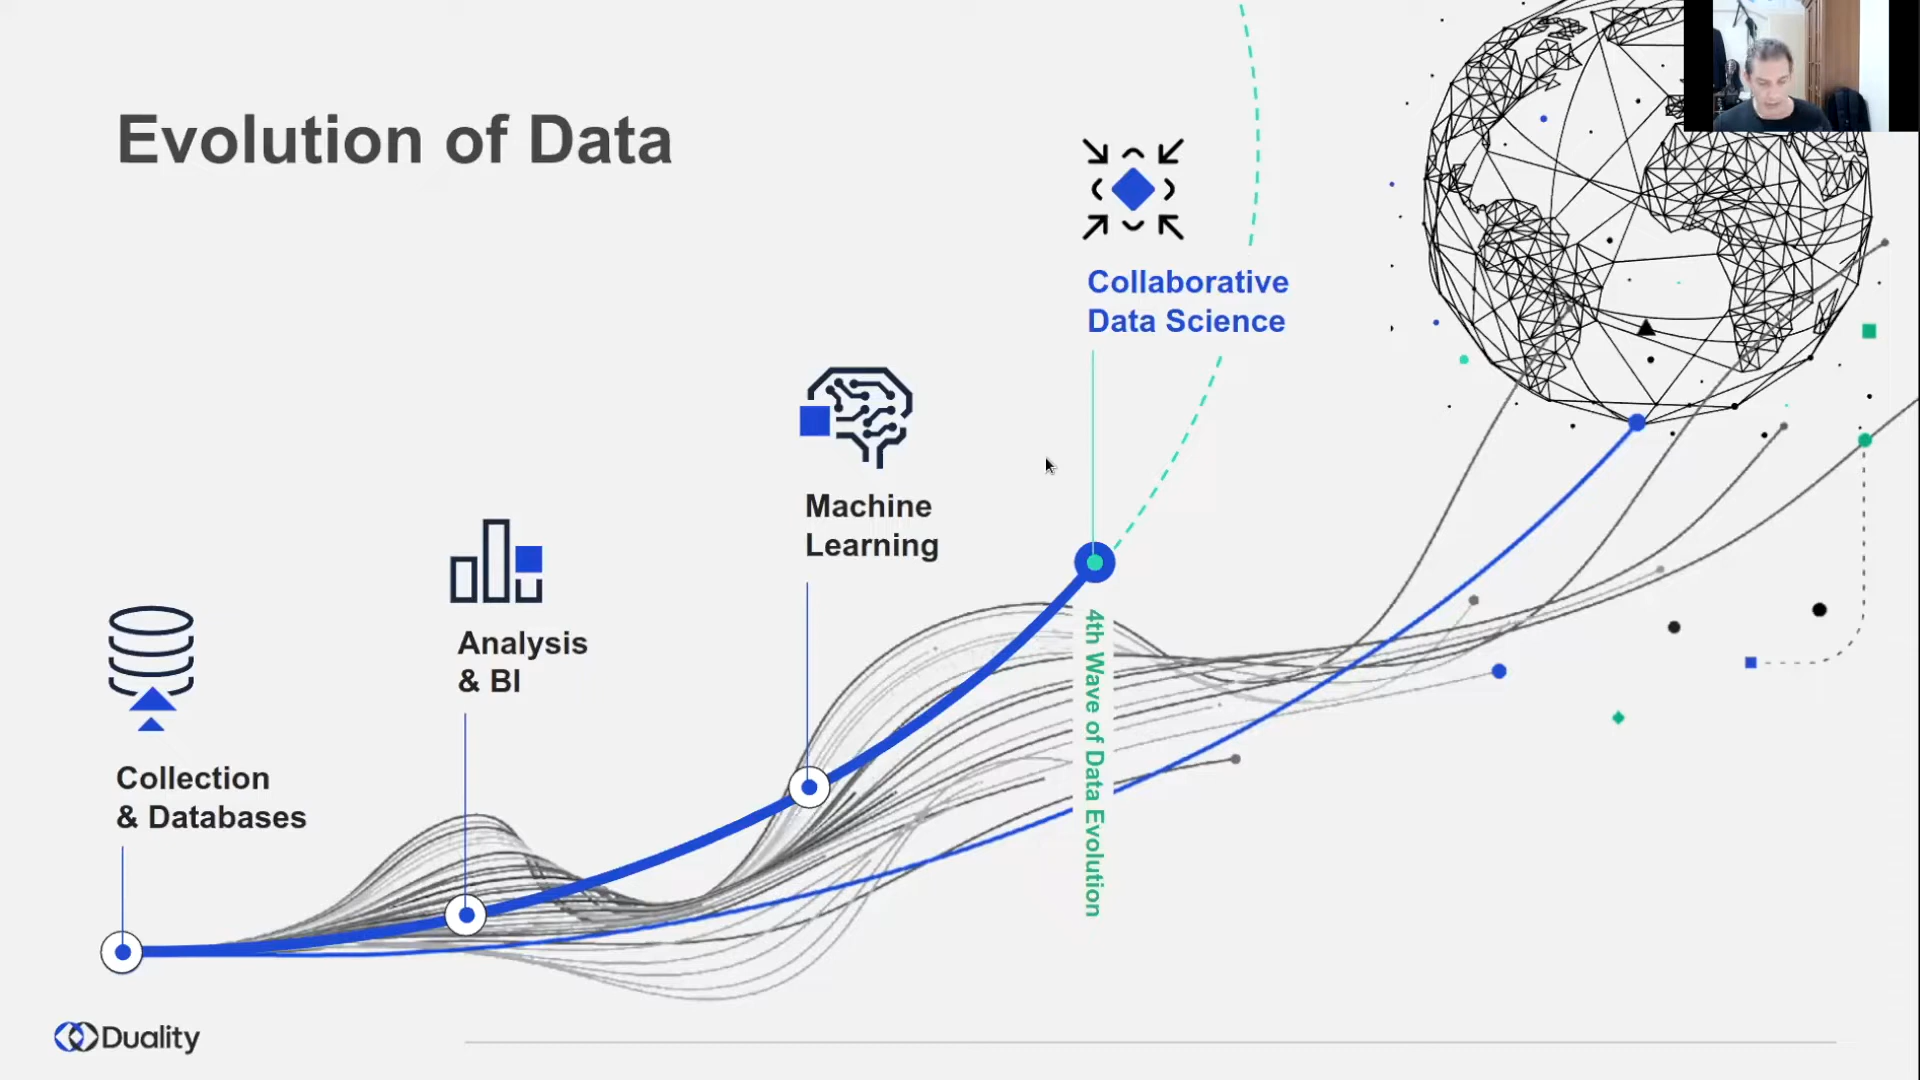 Evolution of Data
Collaborative
Data Science
Machine
Learning
Analysis
& BI
Collection
& Databases
4th Wave of Data Evolution
Duality